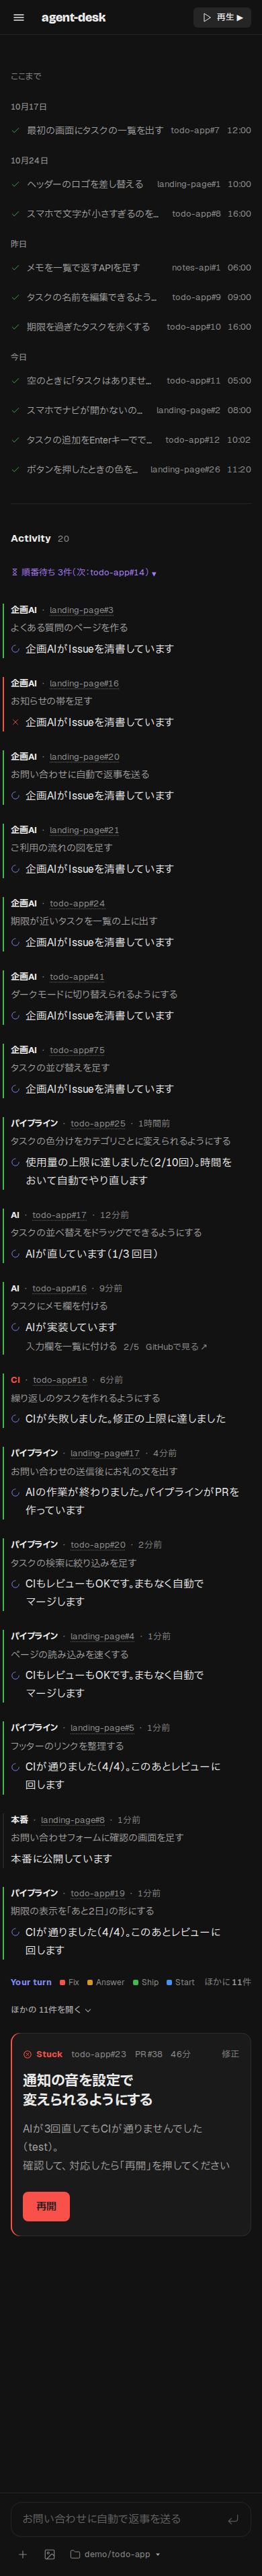 agent-desk
再生 ▶
ここまで
10月17日
最初の画面にタスクの一覧を出す todo-app#7 12:00
10月24日
ヘッダーのロゴを差し替える landing-page#1 10:00
スマホで文字が小さすぎるのを… todo-app#8 16:00
昨日
メモを一覧で返すAPIを足す notes-api#1 06:00
タスクの名前を編集できるよう… todo-app#9 09:00
期限を過ぎたタスクを赤くする todo-app#10 16:00
今日
空のときに「タスクはありませ… todo-app#11 05:00
スマホでナビが開かないの… landing-page#2 08:00
タスクの追加をEnterキーでで… todo-app#12 10:02
ボタンを押したときの色を… landing-page#26 11:20
Activity 20
順番待ち 3件（次：todo-app#14） ▾
企画AI · landing-page#3
よくある質問のページを作る
企画AIがIssueを清書しています
企画AI · landing-page#16
お知らせの帯を足す
企画AIがIssueを清書しています
企画AI · landing-page#20
お問い合わせに自動で返事を送る
企画AIがIssueを清書しています
企画AI · landing-page#21
ご利用の流れの図を足す
企画AIがIssueを清書しています
企画AI · todo-app#24
期限が近いタスクを一覧の上に出す
企画AIがIssueを清書しています
企画AI · todo-app#41
ダークモードに切り替えられるようにする
企画AIがIssueを清書しています
企画AI · todo-app#75
タスクの並び替えを足す
企画AIがIssueを清書しています
パイプライン · todo-app#25 · 1時間前
タスクの色分けをカテゴリごとに変えられるようにする
使用量の上限に達しました（2/10回）。時間を
おいて自動でやり直します
AI · todo-app#17 · 12分前
タスクの並べ替えをドラッグでできるようにする
AIが直しています（1/3 回目）
AI · todo-app#16 · 9分前
タスクにメモ欄を付ける
AIが実装しています
入力欄を一覧に付ける 2/5 GitHubで見る ↗
CI · todo-app#18 · 6分前
繰り返しのタスクを作れるようにする
CIが失敗しました。修正の上限に達しました
パイプライン · landing-page#17 · 4分前
お問い合わせの送信後にお礼の文を出す
AIの作業が終わりました。パイプラインがPRを
作っています
パイプライン · todo-app#20 · 2分前
タスクの検索に絞り込みを足す
CIもレビューもOKです。まもなく自動で
マージします
パイプライン · landing-page#4 · 1分前
ページの読み込みを速くする
CIもレビューもOKです。まもなく自動で
マージします
パイプライン · landing-page#5 · 1分前
フッターのリンクを整理する
CIが通りました（4/4）。このあとレビューに
回します
本番 · landing-page#8 · 1分前
お問い合わせフォームに確認の画面を足す
本番に公開しています
パイプライン · todo-app#19 · 1分前
期限の表示を「あと2日」の形にする
CIが通りました（4/4）。このあとレビューに
回します
Your turn Fix Answer Ship Start ほかに 11件
ほかの 11件を開く
Stuck todo-app#23 PR #38 46分 修正
通知の音を設定で
変えられるようにする
AIが3回直してもCIが通りませんでした
（test）。
確認して、対応したら「再開」を押してください
再開
お問い合わせに自動で返事を送る
demo/todo-app ▾